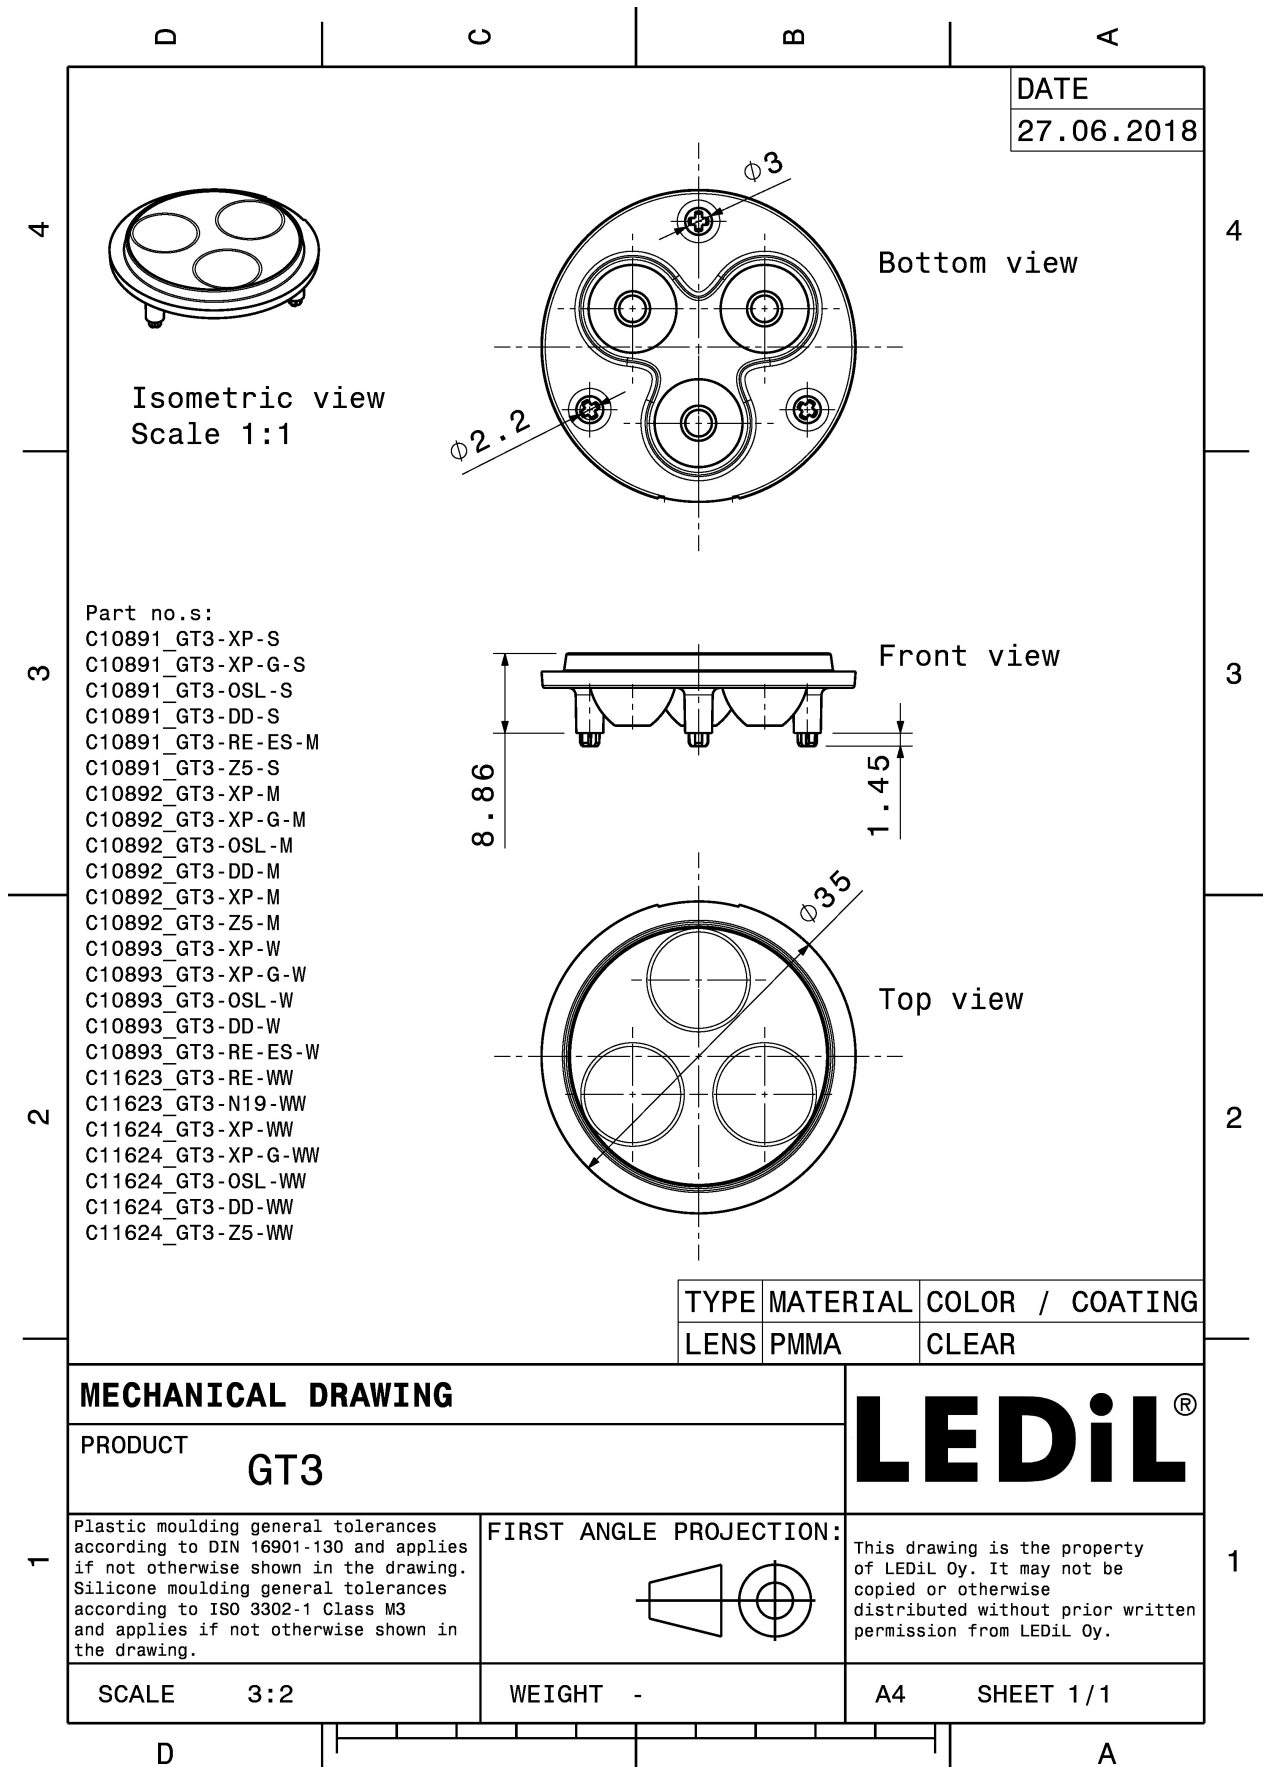 D C B A
DATE
27.06.2018
4
4
⌀3
Bottom view
Isometric view
Scale 1:1
⌀2.2
Part no.s:
C10891_GT3-XP-S
C10891_GT3-XP-G-S
C10891_GT3-OSL-S
C10891_GT3-DD-S
C10891_GT3-RE-ES-M
C10891_GT3-Z5-S
C10892_GT3-XP-M
C10892_GT3-XP-G-M
C10892_GT3-OSL-M
C10892_GT3-DD-M
C10892_GT3-XP-M
C10892_GT3-Z5-M
C10893_GT3-XP-W
C10893_GT3-XP-G-W
C10893_GT3-OSL-W
C10893_GT3-DD-W
C10893_GT3-RE-ES-W
C11623_GT3-RE-WW
C11623_GT3-N19-WW
C11624_GT3-XP-WW
C11624_GT3-XP-G-WW
C11624_GT3-OSL-WW
C11624_GT3-DD-WW
C11624_GT3-Z5-WW
3
3
Front view
8.86
1.45
⌀35
Top view
2
2
TYPE MATERIAL COLOR / COATING
LENS PMMA CLEAR
MECHANICAL DRAWING
LEDiL®
PRODUCT
GT3
Plastic moulding general tolerances
according to DIN 16901-130 and applies
if not otherwise shown in the drawing.
Silicone moulding general tolerances
according to ISO 3302-1 Class M3
and applies if not otherwise shown in
the drawing.
FIRST ANGLE PROJECTION:
This drawing is the property
of LEDiL Oy. It may not be
copied or otherwise
distributed without prior written
permission from LEDiL Oy.
1
1
SCALE 3:2
WEIGHT -
A4 SHEET 1/1
D A